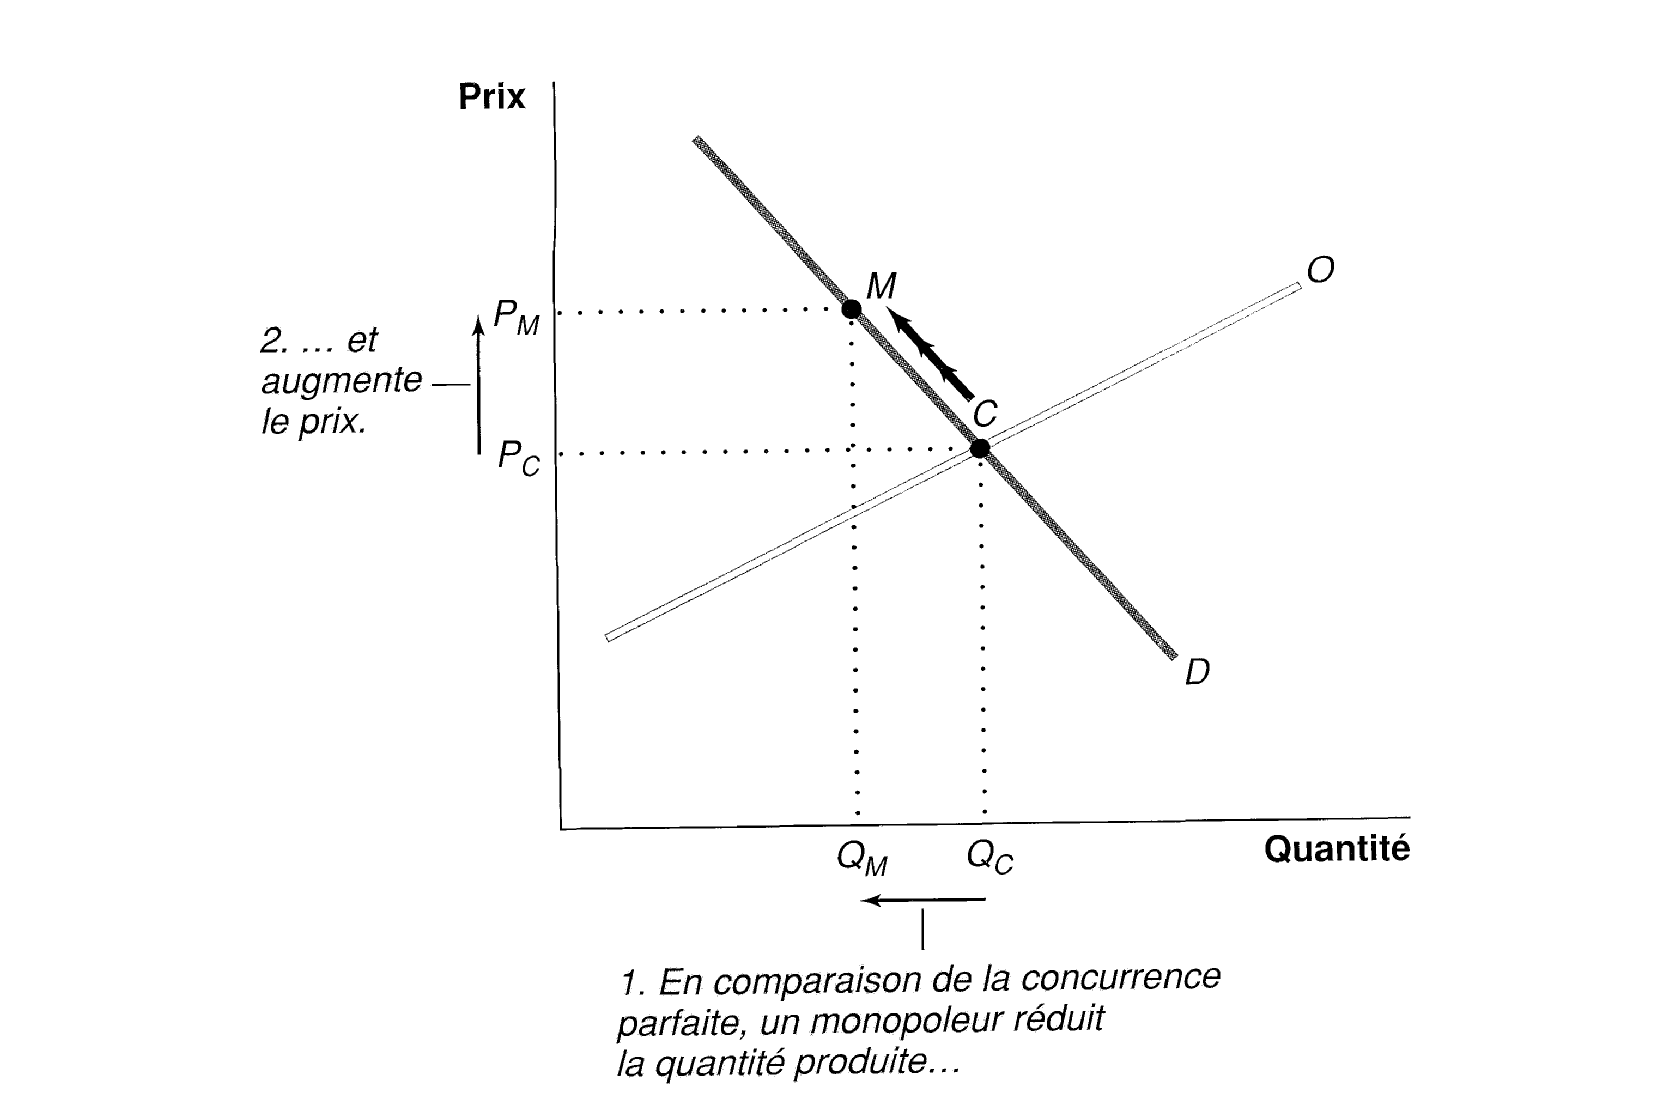 Prix
M
O
P_M
2. ... et
augmente
le prix.
C
P_C
D
Q_M
Q_C
Quantité
1. En comparaison de la concurrence
parfaite, un monopoleur réduit
la quantité produite...